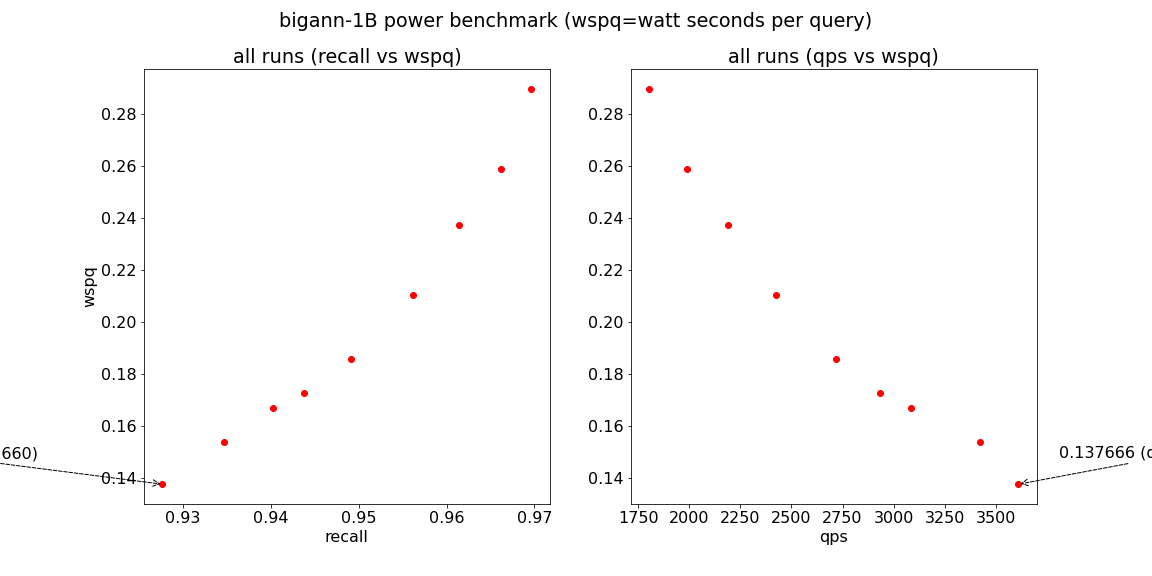 bigann-1B power benchmark (wspq=watt seconds per query)
all runs (recall vs wspq)
wspq
0.28
0.26
0.24
0.22
0.20
0.18
0.16
0.14
660)
0.93 0.94 0.95 0.96 0.97
recall
all runs (qps vs wspq)
0.28
0.26
0.24
0.22
0.20
0.18
0.16
0.14
0.137666 (
1750 2000 2250 2500 2750 3000 3250 3500
qps